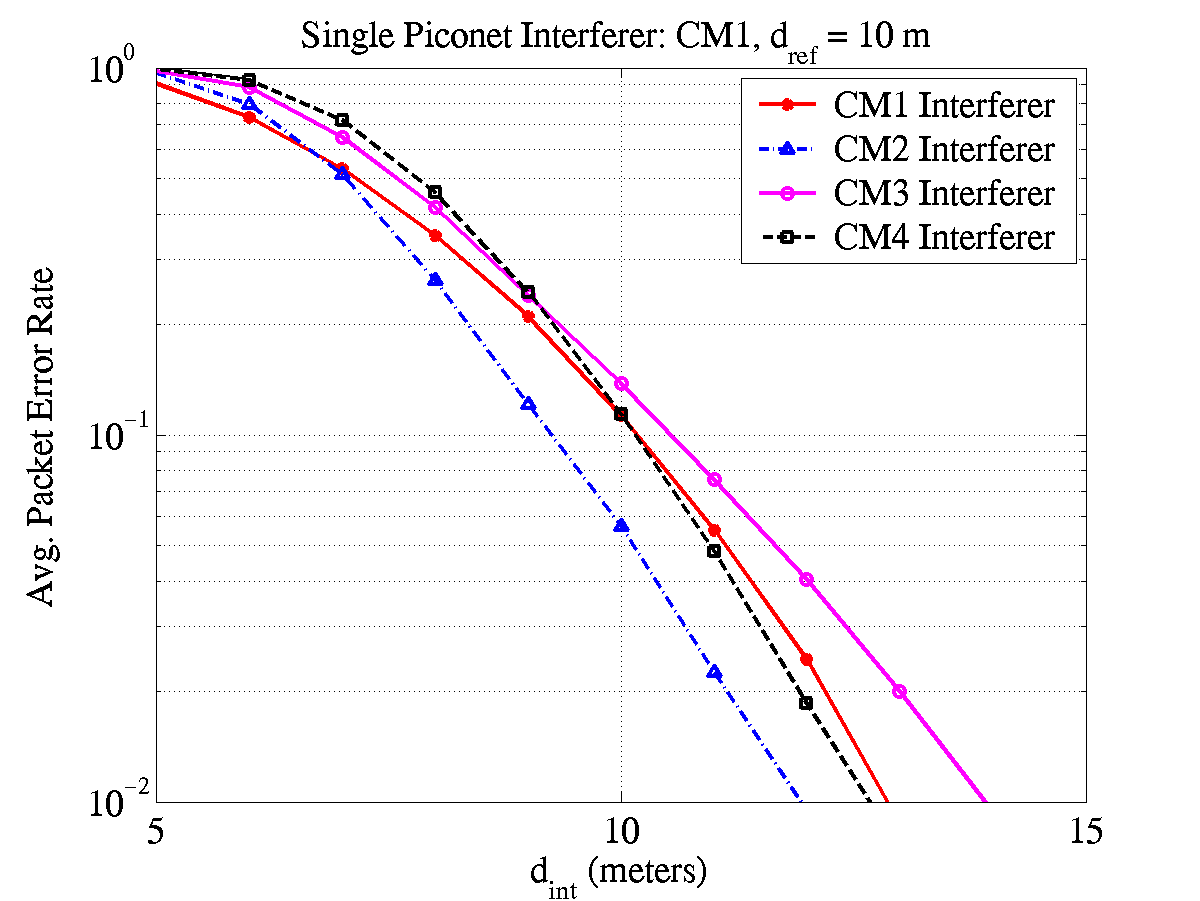 Single Piconet Interferer: CM1, d_ref = 10 m
10^0
CM1 Interferer
CM2 Interferer
CM3 Interferer
CM4 Interferer
Avg. Packet Error Rate
10^−1
10^−2
5
10
15
d_int (meters)